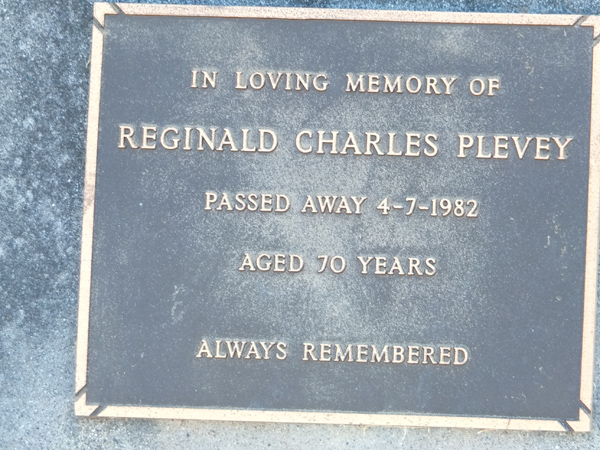 IN LOVING MEMORY OF
REGINALD CHARLES PLEVEY
PASSED AWAY 4-7-1982
AGED 70 YEARS
ALWAYS REMEMBERED